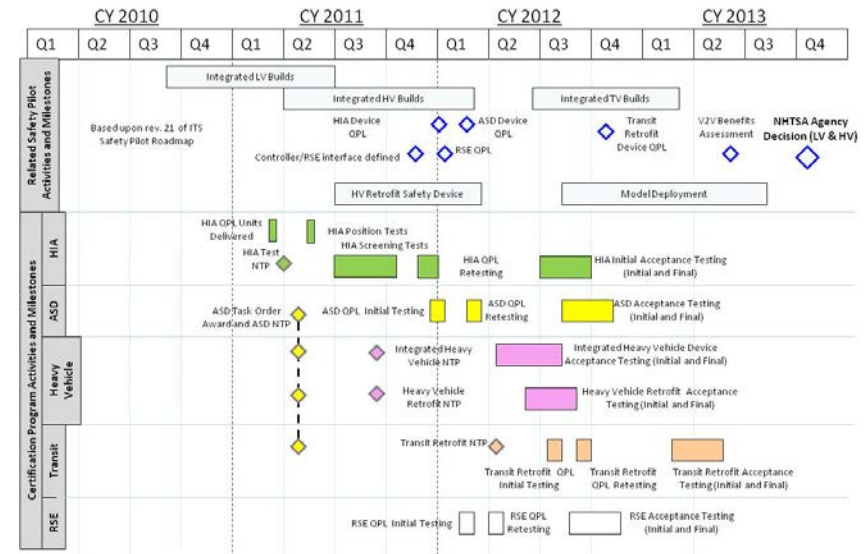 CY 2010 CY 2011 CY 2012 CY 2013
Q1 Q2 Q3 Q4 Q1 Q2 Q3 Q4 Q1 Q2 Q3 Q4 Q1 Q2 Q3 Q4
Related Safety Pilot
Activities and Milestones
Integrated LV Builds
Integrated HV Builds
Integrated TV Builds
Based upon rev. 21 of ITS
Safety Pilot Roadmap
HIA Device
QPL
ASD Device
QPL
Controller/RSE interface defined
RSE QPL
Transit
Retrofit
Device QPL
V2V Benefits
Assessment
NHTSA Agency
Decision (LV & HV)
HV Retrofit Safety Device
Model Deployment
Certification Program Activities and Milestones
HIA
HIA QPL Units
Delivered
HIA Test
NTP
HIA Position Tests
HIA Screening Tests
HIA QPL
Retesting
HIA Initial Acceptance Testing
(Initial and Final)
ASD
ASD Task Order
Award and ASD NTP
ASD QPL Initial Testing
ASD QPL
Retesting
ASD Acceptance Testing
(Initial and Final)
Heavy
Vehicle
Integrated Heavy
Vehicle NTP
Integrated Heavy Vehicle Device
Acceptance Testing (Initial and Final)
Heavy Vehicle
Retrofit NTP
Heavy Vehicle Retrofit Acceptance
Testing (Initial and Final)
Transit
Transit Retrofit NTP
Transit Retrofit QPL
Initial Testing
Transit Retrofit
QPL Retesting
Transit Retrofit Acceptance
Testing (Initial and Final)
RSE
RSE QPL Initial Testing
RSE QPL
Retesting
RSE Acceptance Testing
(Initial and Final)